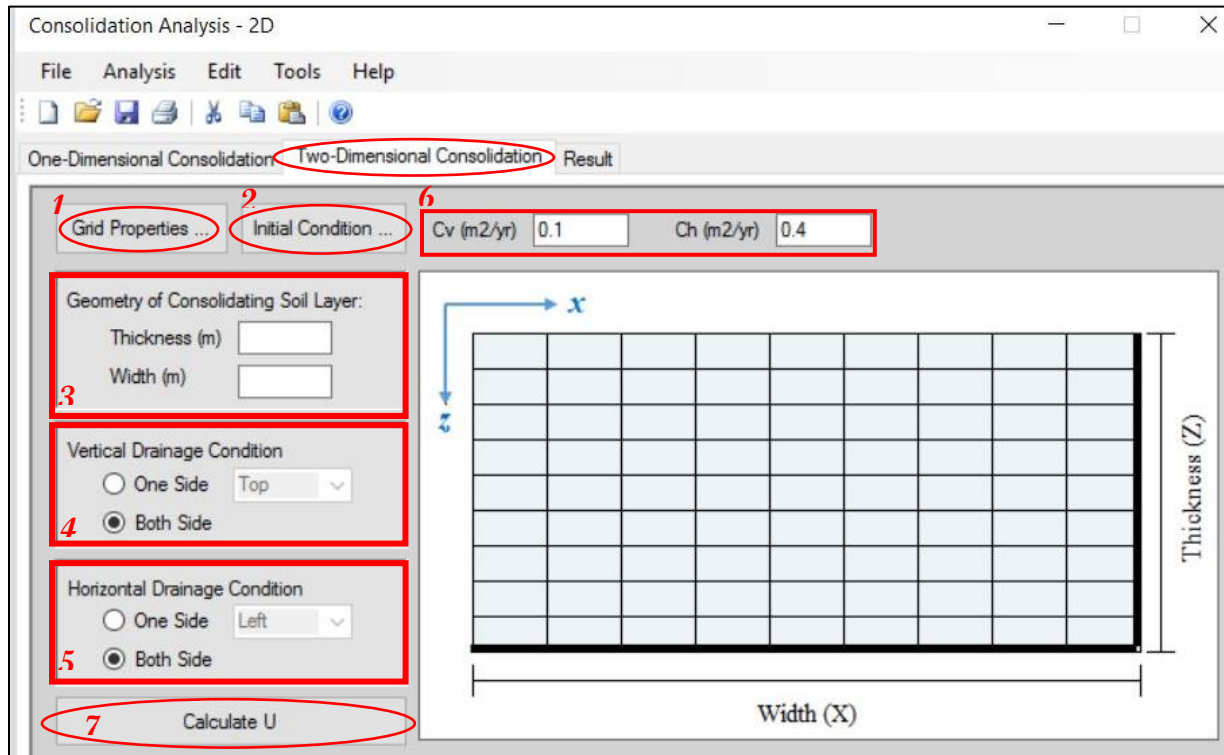 Consolidation Analysis - 2D
File Analysis Edit Tools Help
One-Dimensional Consolidation Two-Dimensional Consolidation Result
1 2 6
Grid Properties ... Initial Condition ... Cv (m2/yr) 0.1 Ch (m2/yr) 0.4
Geometry of Consolidating Soil Layer:
Thickness (m)
Width (m)
3
Vertical Drainage Condition
One Side Top
4 Both Side
Horizontal Drainage Condition
One Side Left
5 Both Side
7 Calculate U
x
z
Thickness (Z)
Width (X)